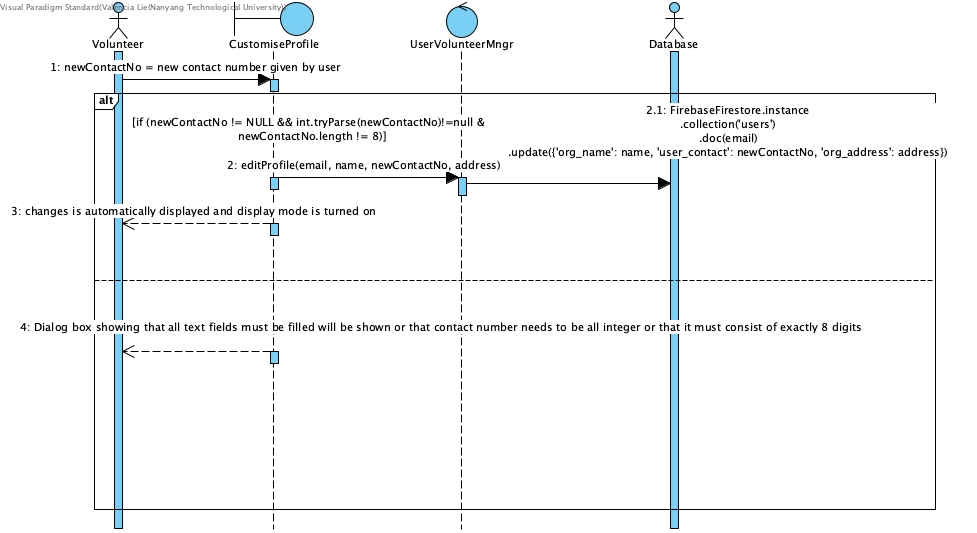 Visual Paradigm Standard(Valencia Lie(Nanyang Technological University))
Volunteer
CustomiseProfile
UserVolunteerMngr
Database
1: newContactNo = new contact number given by user
alt
[if (newContactNo != NULL && int.tryParse(newContactNo)!=null &
newContactNo.length != 8)]
2.1: FirebaseFirestore.instance
.collection('users')
.doc(email)
.update({'org_name': name, 'user_contact': newContactNo, 'org_address': address})
2: editProfile(email, name, newContactNo, address)
3: changes is automatically displayed and display mode is turned on
4: Dialog box showing that all text fields must be filled will be shown or that contact number needs to be all integer or that it must consist of exactly 8 digits